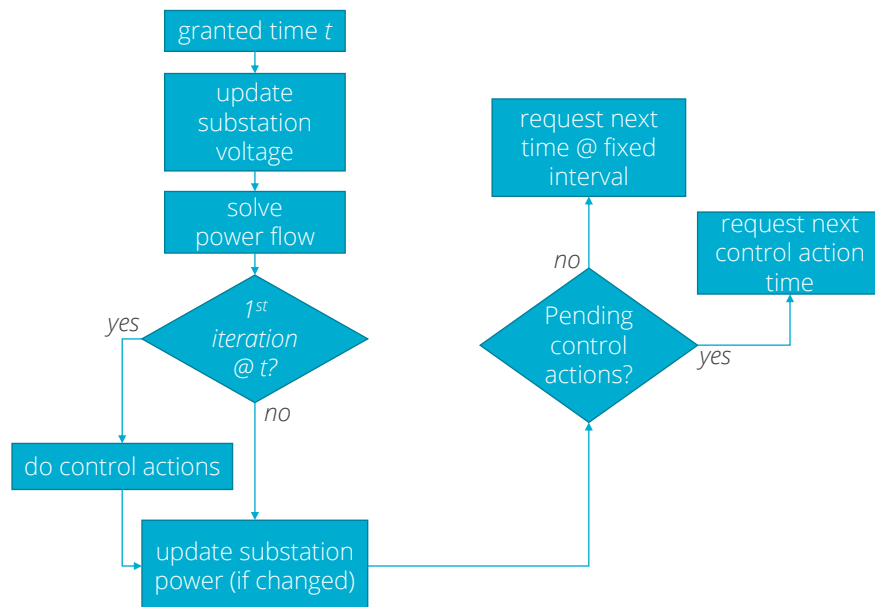 granted time t
update
substation
voltage
solve
power flow
1st
iteration
@ t?
yes
no
do control actions
update substation
power (if changed)
request next
time @ fixed
interval
no
Pending
control
actions?
yes
request next
control action
time